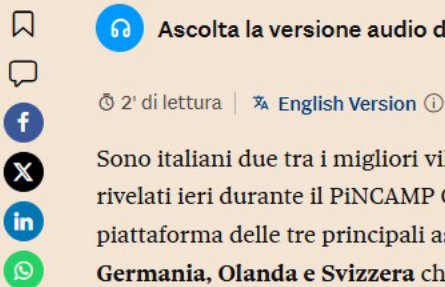 Ascolta la versione audio d
2' di lettura English Version
Sono italiani due tra i migliori vi
rivelati ieri durante il PiNCAMP
piattaforma delle tre principali as
Germania, Olanda e Svizzera ch